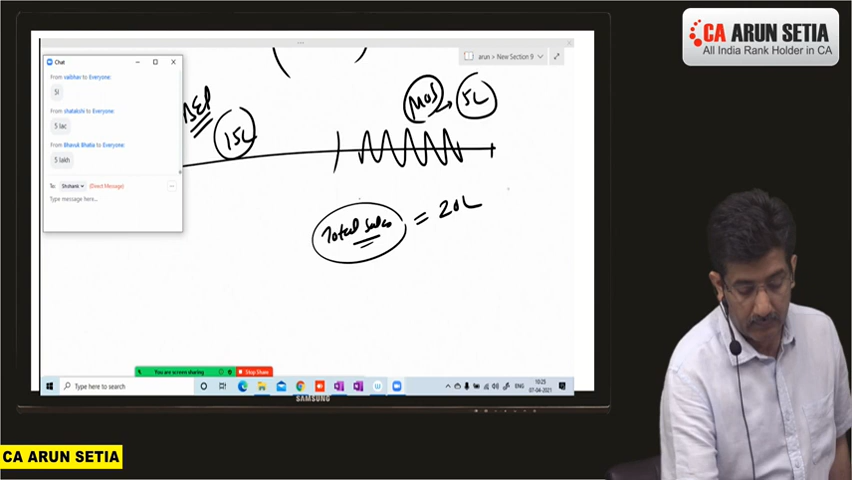 CA ARUN SETIA
All India Rank Holder in CA
arun > New Section 9
Chat
From vaibhav to Everyone:
5l
From shatakshi to Everyone:
5 lac
From Bhavuk Bhatia to Everyone:
5 lakh
To: Shihank (Direct Message)
Type message here...
BEP
15L
MOS → 5L
Total Sales = 20L
You are screen sharing
Stop Share
Type here to search
10:25
07-04-2021
SAMSUNG
CA ARUN SETIA